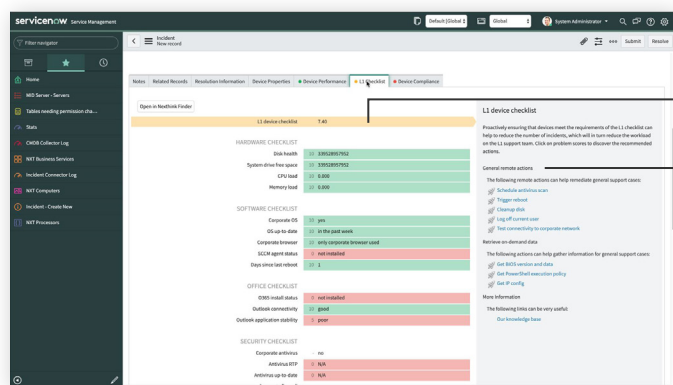 servicenow Service Management
Default (Global)
Global
System Administrator
Filter navigator
Incident
New record
Submit
Resolve
Home
MID Server - Servers
Tables needing permission cha...
Stats
CMDB Collector Log
NXT Business Services
Incident Connector Log
NXT Computers
Incident - Create New
NXT Processors
Notes Related Records Resolution Information Device Properties Device Performance L1 Checklist Device Compliance
Open in Nexthink Finder
L1 device checklist 7.40
HARDWARE CHECKLIST
Disk health 10 335528957952
System drive free space 10 335528957952
CPU load 10 0.000
Memory load 10 0.000
SOFTWARE CHECKLIST
Corporate OS 10 yes
OS up-to-date 10 in the past week
Corporate browser 10 only corporate browser used
SCCM agent status 0 not installed
Days since last reboot 10 1
OFFICE CHECKLIST
O365 install status 0 not installed
Outlook connectivity 10 good
Outlook application stability 5 poor
SECURITY CHECKLIST
Corporate antivirus - no
Antivirus RTP 0 N/A
Antivirus up-to-date 0 N/A
L1 device checklist
Proactively ensuring that devices meet the requirements of the L1 checklist can
help to reduce the number of incidents, which will in turn reduce the workload
on the L1 support team. Click on problem scores to discover the recommended
actions.
General remote actions
The following remote actions can help remediate general support cases:
Schedule antivirus scan
Trigger reboot
Cleanup disk
Log off current user
Test connectivity to corporate network
Retrieve on-demand data
The following actions can help gather information for general support cases:
Get BIOS version and data
Get PowerShell execution policy
Get IP config
More information
The following links can be very useful:
Our knowledge base